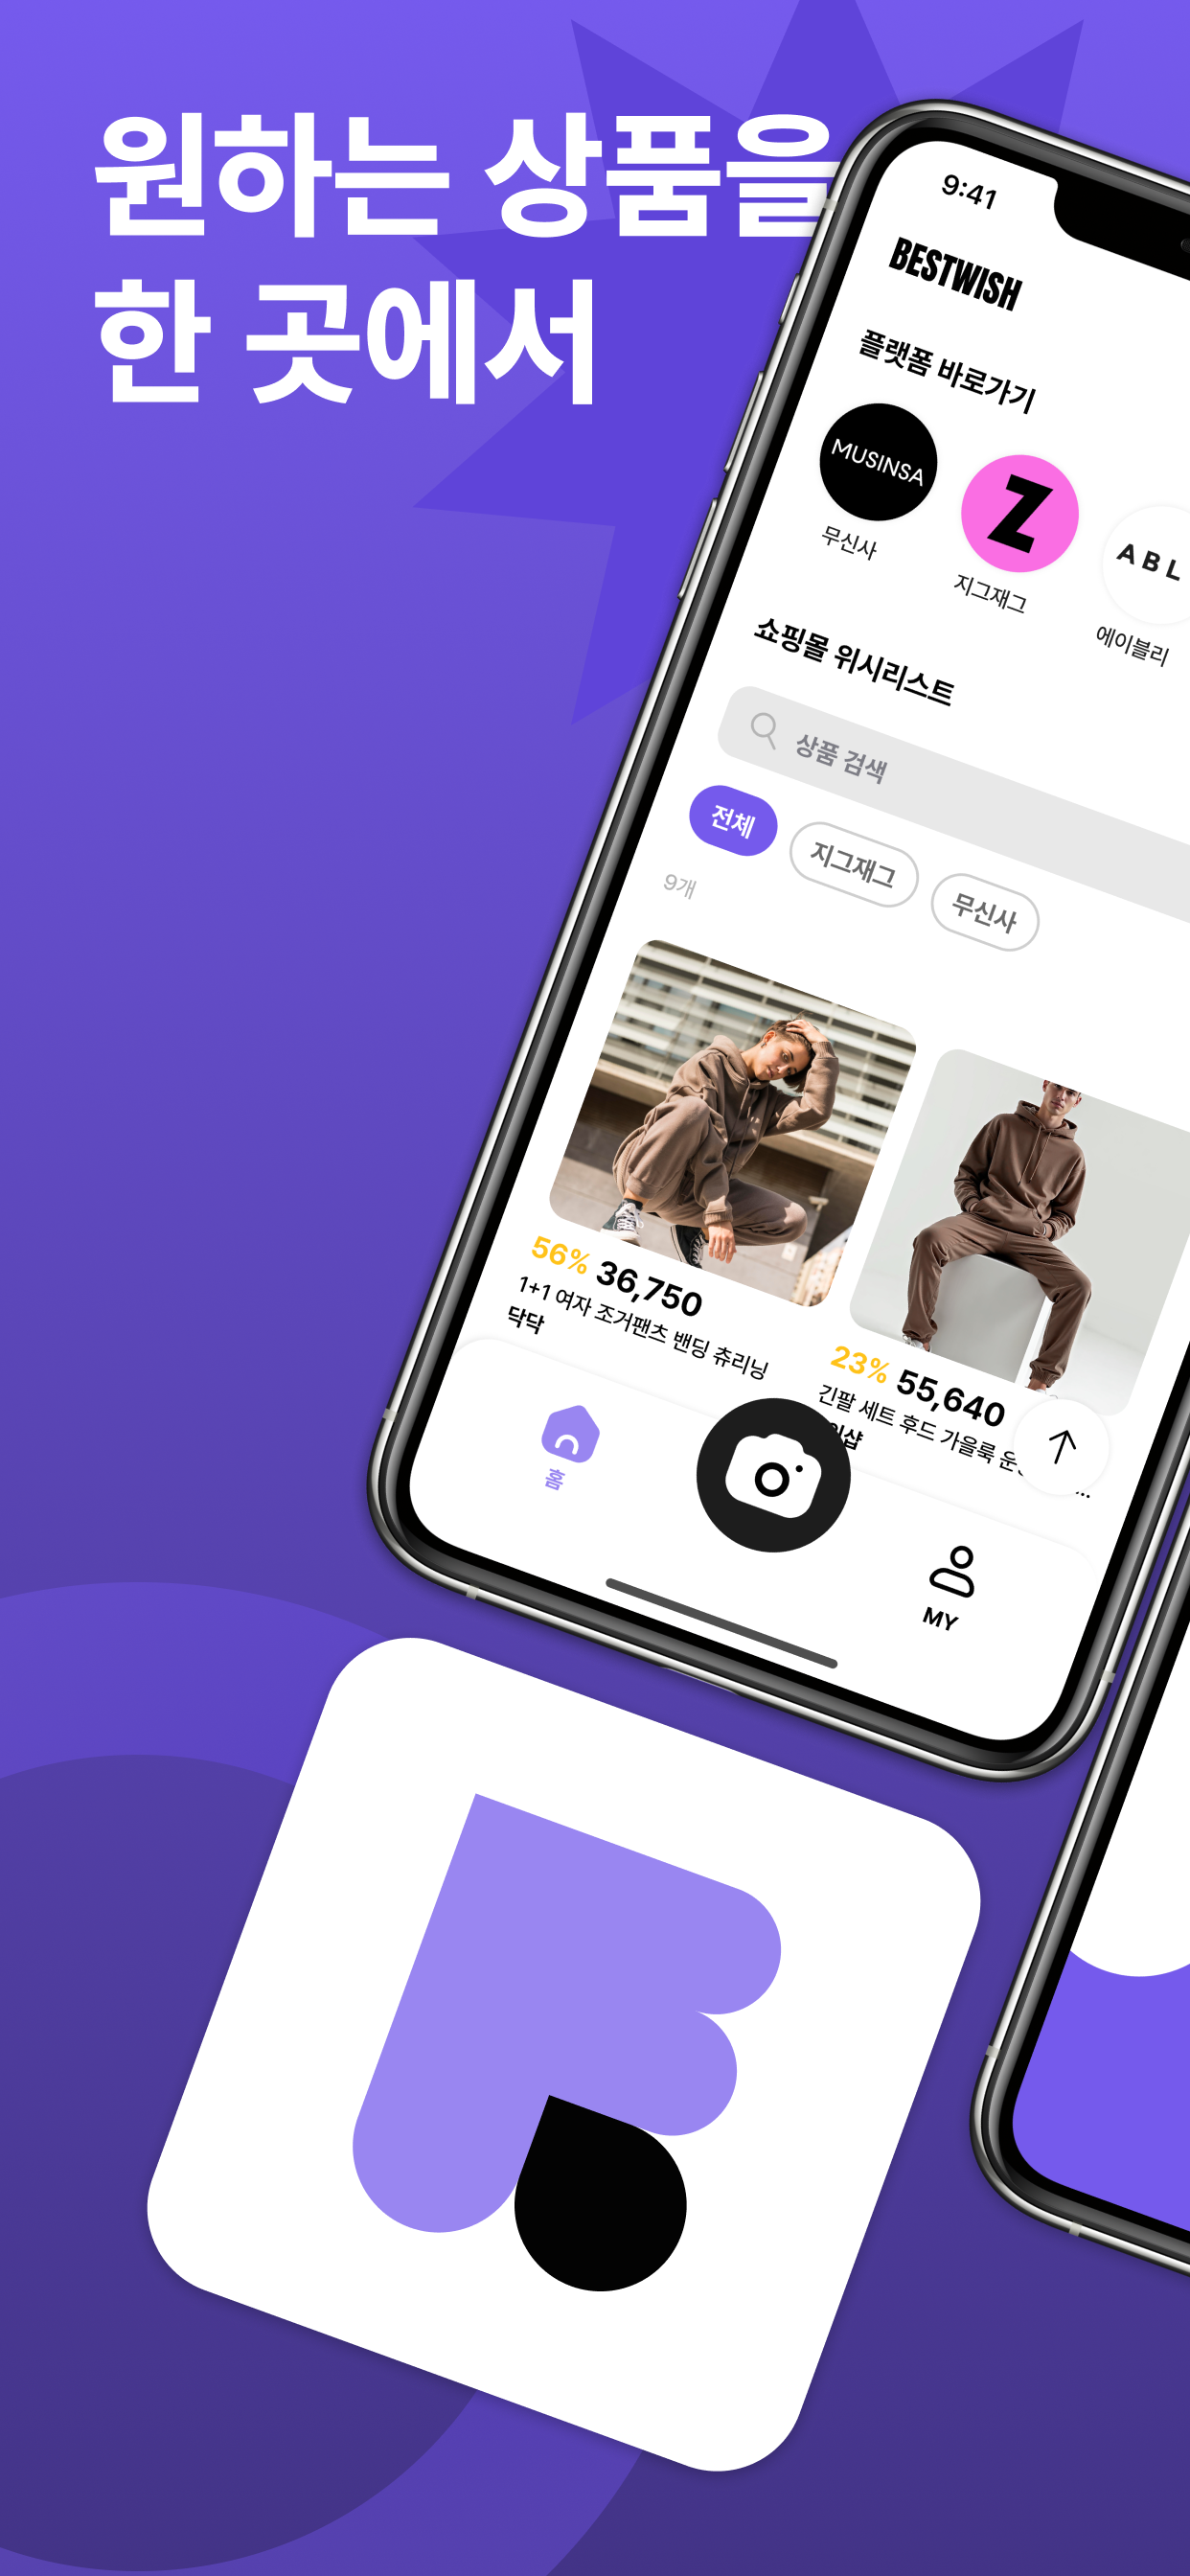 원하는 상품을
한 곳에서
9:41
BESTWISH
플랫폼 바로가기
MUSINSA
Z
ABL
무신사
지그재그
에이블리
쇼핑몰 위시리스트
상품 검색
전체
지그재그
무신사
9개
56% 36,750
1+1 여자 조거팬츠 밴딩 츄리닝
닥닥
23% 55,640
긴팔 세트 후드 가을룩 운...
샵
홈
MY